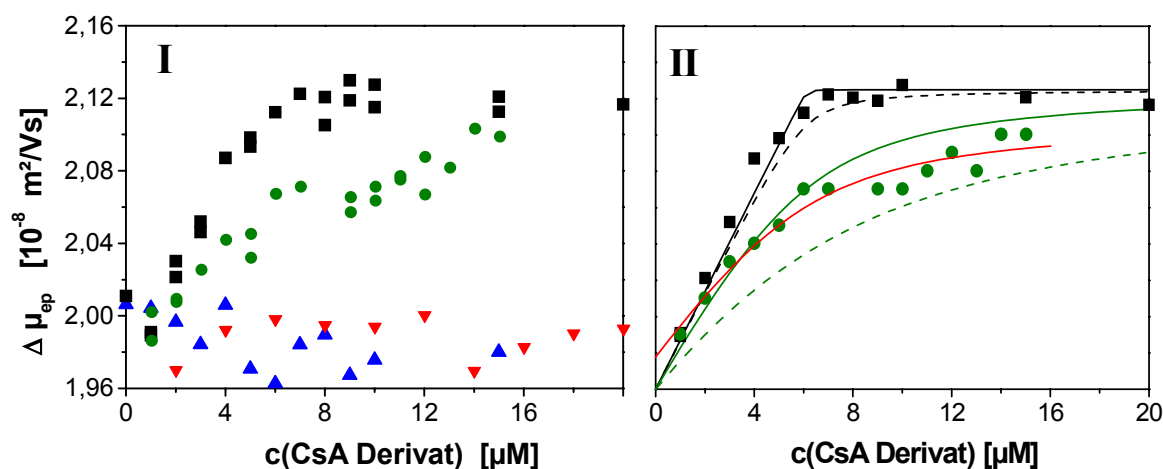 I
II
Δ μep [10-8 m²/Vs]
2,16
2,12
2,08
2,04
2,00
1,96
0 4 8 12 16
0 4 8 12 16 20
c(CsA Derivat) [µM]
c(CsA Derivat) [µM]